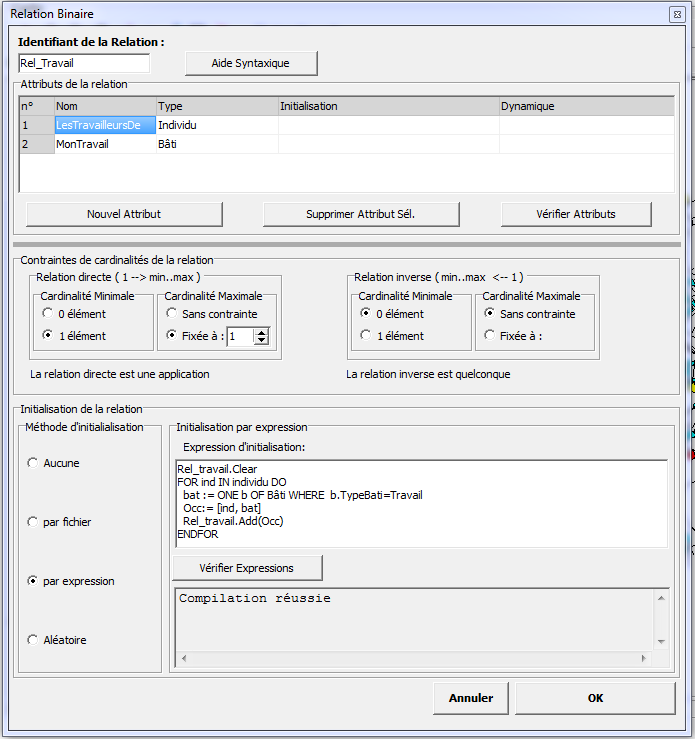 Relation Binaire
Identifiant de la Relation :
Rel_Travail
Aide Syntaxique
Attributs de la relation
n° Nom Type Initialisation Dynamique
1 LesTravailleursDe Individu
2 MonTravail Bâti
Nouvel Attribut Supprimer Attribut Sél. Vérifier Attributs
Contraintes de cardinalités de la relation
Relation directe ( 1 --> min..max ) Relation inverse ( min..max <-- 1 )
Cardinalité Minimale Cardinalité Maximale Cardinalité Minimale Cardinalité Maximale
0 élément Sans contrainte 0 élément Sans contrainte
1 élément Fixée à : 1 1 élément Fixée à :
La relation directe est une application La relation inverse est quelconque
Initialisation de la relation
Méthode d'initialialisation Initialisation par expression
Aucune
par fichier
par expression
Aléatoire
Expression d'initialisation:
Rel_travail.Clear
FOR ind IN individu DO
bat := ONE b OF Bâti WHERE b.TypeBati=Travail
Occ:= [ind, bat]
Rel_travail.Add(Occ)
ENDFOR
Vérifier Expressions
Compilation réussie
Annuler OK